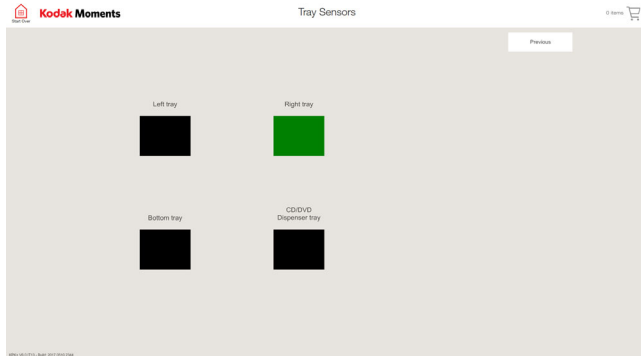 Kodak Moments
Tray Sensors
0 items
Start Over
Previous
Left tray
Right tray
Bottom tray
CD/DVD
Dispenser tray